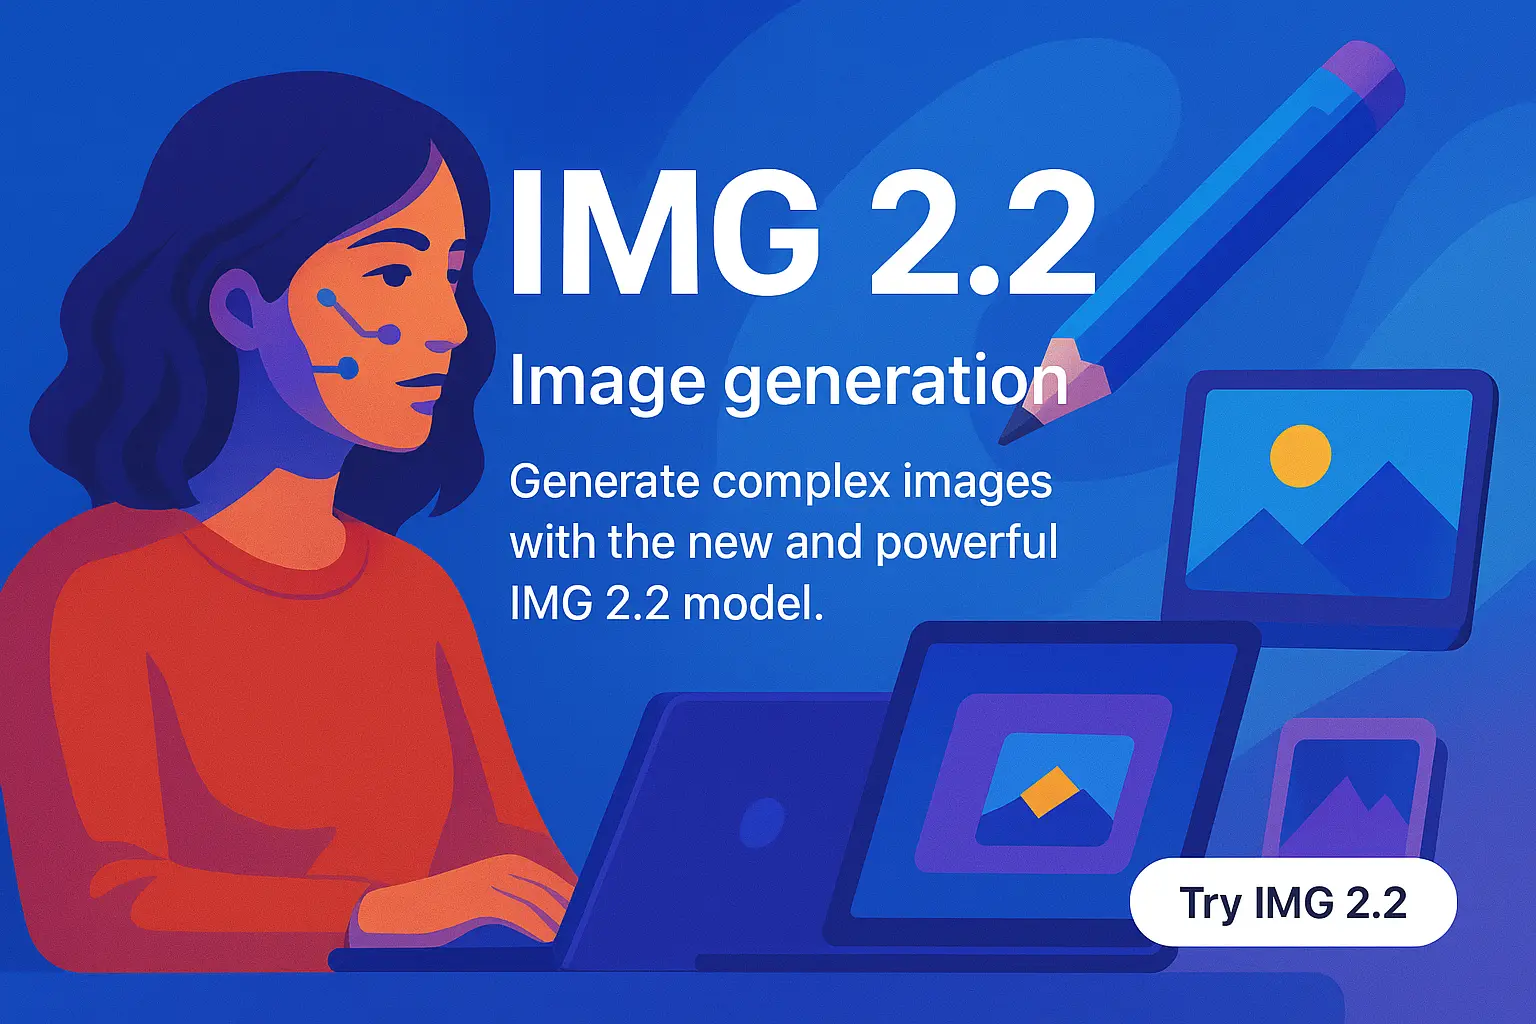 IMG 2.2
Image generation
Generate complex images
with the new and powerful
IMG 2.2 model.
Try IMG 2.2